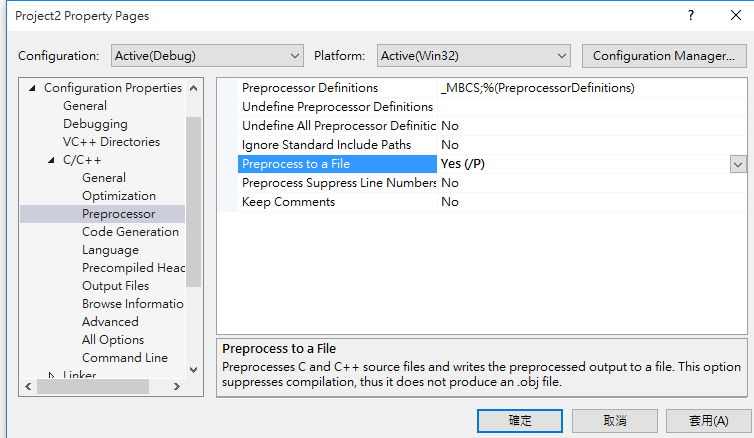 Project2 Property Pages
?
Configuration: Active(Debug) Platform: Active(Win32) Configuration Manager...
Configuration Properties
General
Debugging
VC++ Directories
C/C++
General
Optimization
Preprocessor
Code Generation
Language
Precompiled Head
Output Files
Browse Informatio
Advanced
All Options
Command Line
Linker
Preprocessor Definitions _MBCS;%(PreprocessorDefinitions)
Undefine Preprocessor Definitions
Undefine All Preprocessor Definitic No
Ignore Standard Include Paths No
Preprocess to a File Yes (/P)
Preprocess Suppress Line Numbers No
Keep Comments No
Preprocess to a File
Preprocesses C and C++ source files and writes the preprocessed output to a file. This option
suppresses compilation, thus it does not produce an .obj file.
確定 取消 套用(A)